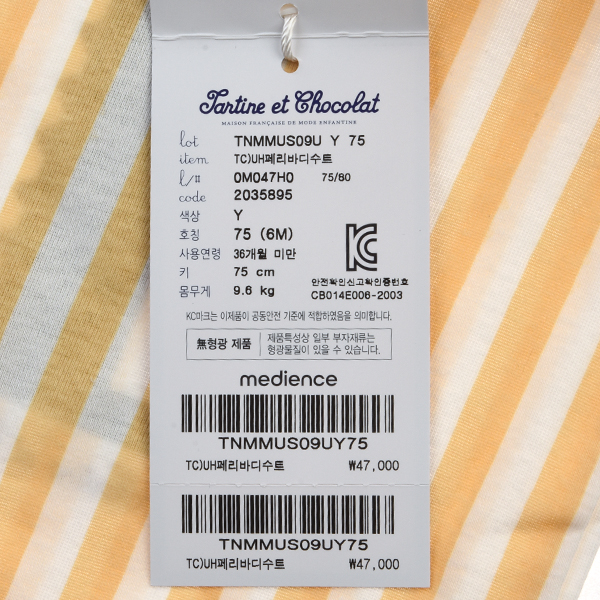 Tartine et Chocolat
MAISON FRANÇAISE DE MODE ENFANTINE
lot TNMMUS09U Y 75
item TC)UH페리바디수트
l/# 0M047H0 75/80
code 2035895
색상 Y
호칭 75 (6M)
사용연령 36개월 미만
키 75 cm
몸무게 9.6 kg
안전확인신고확인증번호
CB014E006-2003
KC마크는 이제품이 공통안전 기준에 적합하였음을 의미합니다.
無형광 제품
제품특성상 일부 부자재류는
형광물질이 있을 수 있습니다.
medience
TNMMUS09UY75
TC)UH페리바디수트 ₩47,000
TNMMUS09UY75
TC)UH페리바디수트 ₩47,000